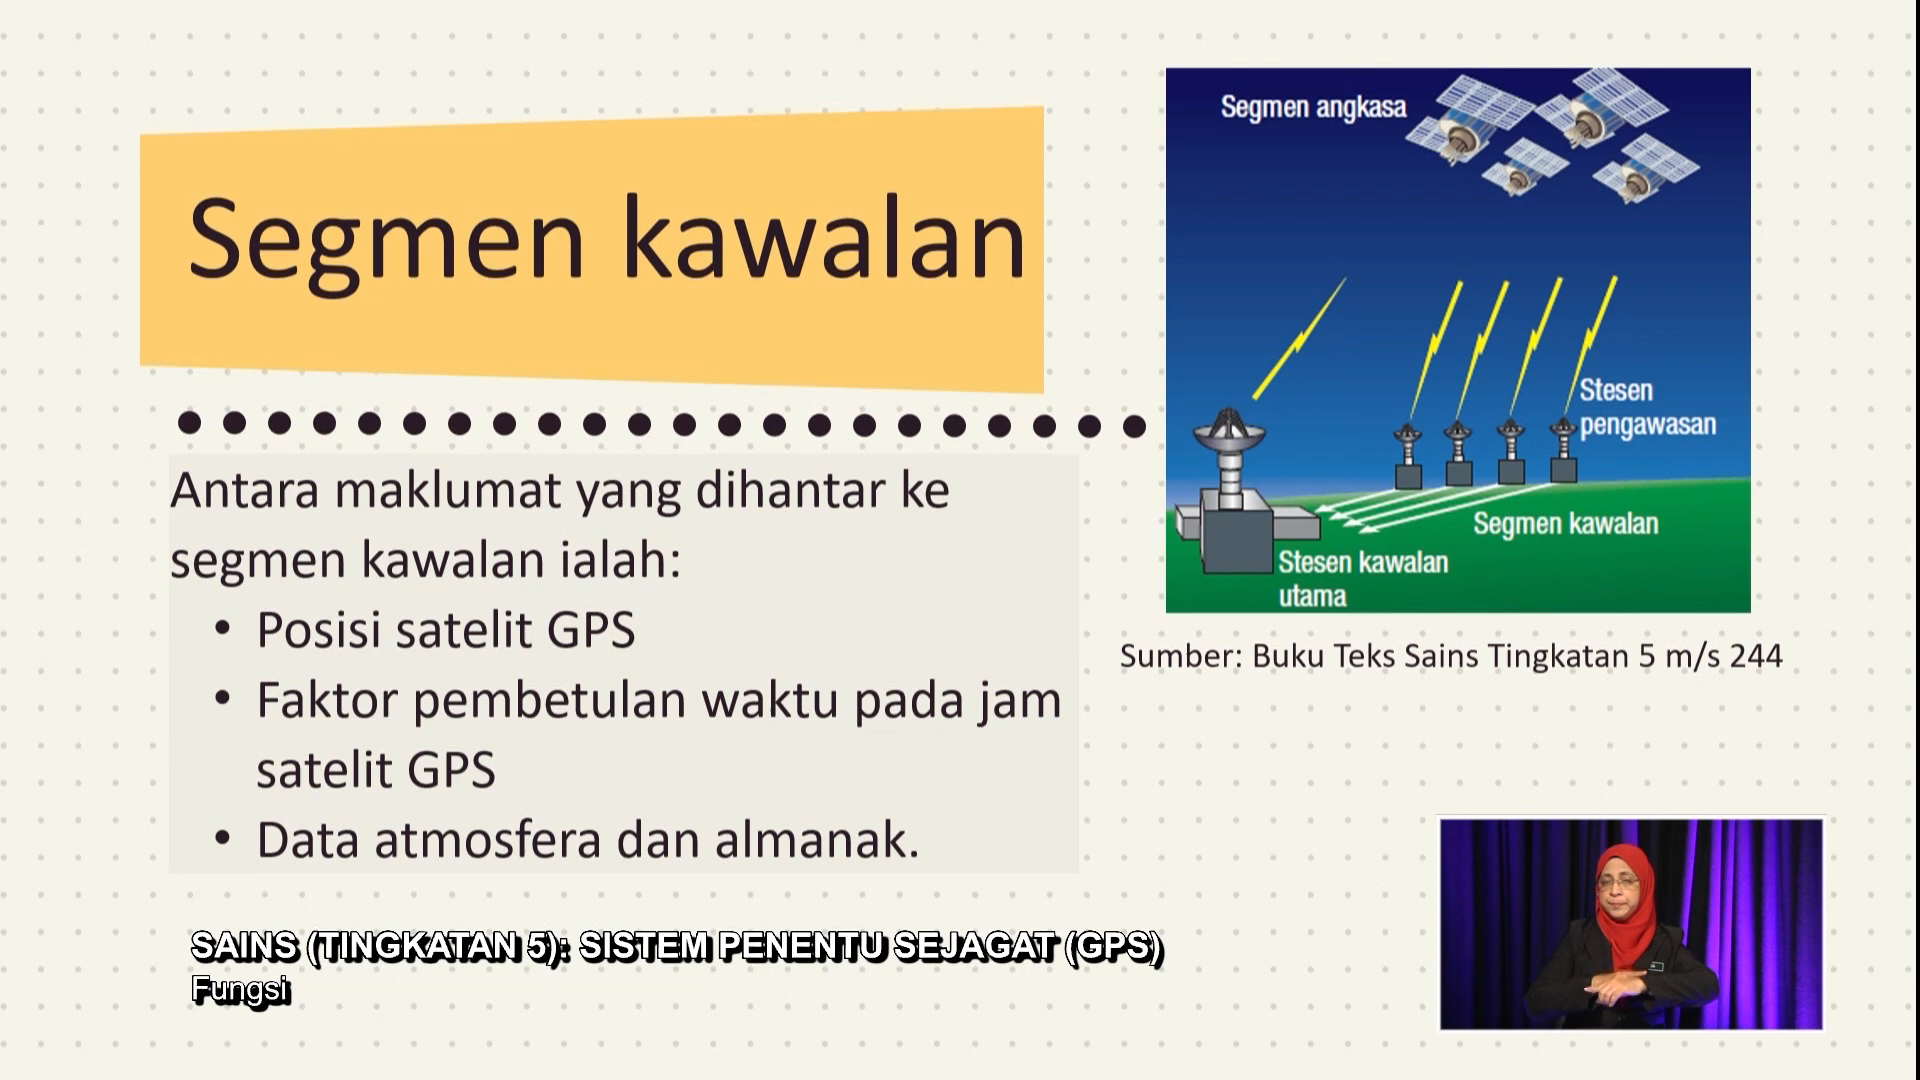 Segmen kawalan
Antara maklumat yang dihantar ke
segmen kawalan ialah:
• Posisi satelit GPS
• Faktor pembetulan waktu pada jam
satelit GPS
• Data atmosfera dan almanak.
Segmen angkasa
Stesen
pengawasan
Segmen kawalan
Stesen kawalan
utama
Sumber: Buku Teks Sains Tingkatan 5 m/s 244
SAINS (TINGKATAN 5): SISTEM PENENTU SEJAGAT (GPS)
Fungsi